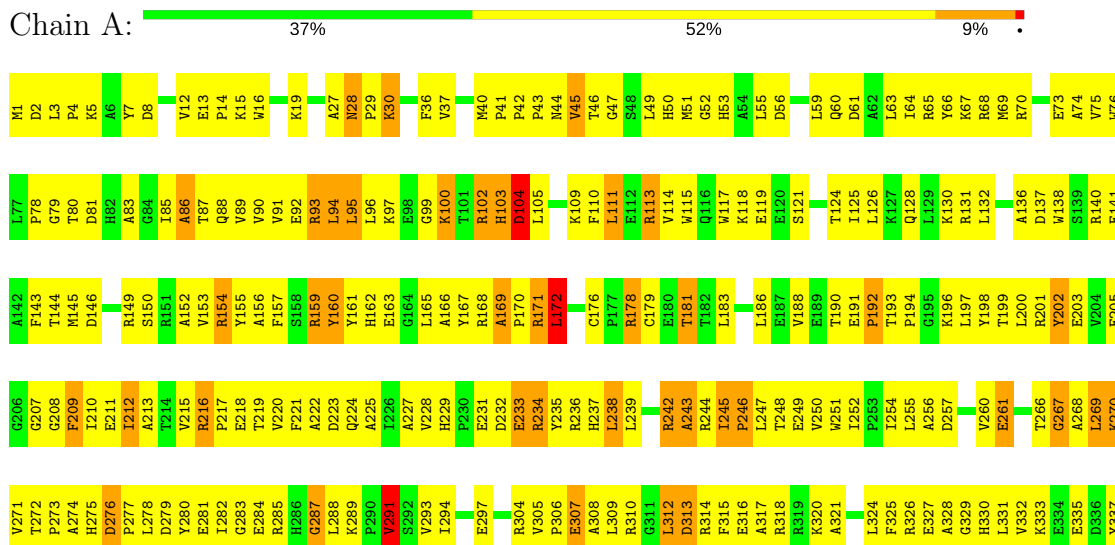 Chain A:
37% 52% 9% .
M1 D2 L3 P4 K5 A6 Y7 D8 V12 E13 P14 K15 W16 K19 A27 N28 P29 K30 F36 V37 M40 P41 P42 P43 N44 V45 T46 G47 S48 L49 H50 M51 G52 H53 A54 L55 D56 L59 Q60 D61 A62 L63 I64 R65 Y66 K67 R68 M69 R70 E73 A74 V75 W76
L77 P78 G79 T80 D81 H82 A83 G84 I85 A86 T87 Q88 V89 V90 V91 E92 R93 L94 L95 L96 K97 E98 G99 K100 T101 R102 H103 D104 L105 K109 F110 L111 E112 R113 V114 W115 Q116 W117 K118 E119 E120 S121 T124 I125 L126 K127 Q128 L129 K130 R131 L132 A136 D137 W138 S139 R140 E141
A142 F143 T144 M145 D146 R149 S150 R151 A152 V153 R154 Y155 A156 F157 S158 R159 Y160 Y161 H162 E163 G164 L165 A166 Y167 R168 A169 P170 R171 L172 C176 P177 R178 C179 E180 T181 T182 L183 L186 E187 V188 E189 T190 E191 P192 T193 P194 G195 K196 L197 Y198 T199 L200 R201 Y202 E203 V204 E205
G206 G207 G208 F209 I210 E211 I212 A213 T214 V215 R216 P217 E218 T219 V220 F221 A222 D223 Q224 A225 I226 A227 V228 H229 P230 E231 D232 E233 R234 Y235 R236 H237 L238 L239 R242 A243 R244 I245 P246 L247 T248 E249 V250 W251 I252 P253 I254 L255 A256 D257 V260 E261 T266 G267 A268 L269 K270
V271 T272 P273 A274 H275 D276 P277 L278 D279 Y280 E281 I282 G283 E284 R285 H286 G287 L288 K289 P290 V291 S292 V293 I294 E297 R304 V305 P306 E307 A308 L309 R310 G311 L312 D313 R314 F315 E316 A317 R318 R319 K320 A321 L324 F325 R326 E327 A328 G329 H330 L331 V332 K333 E334 E335 D336